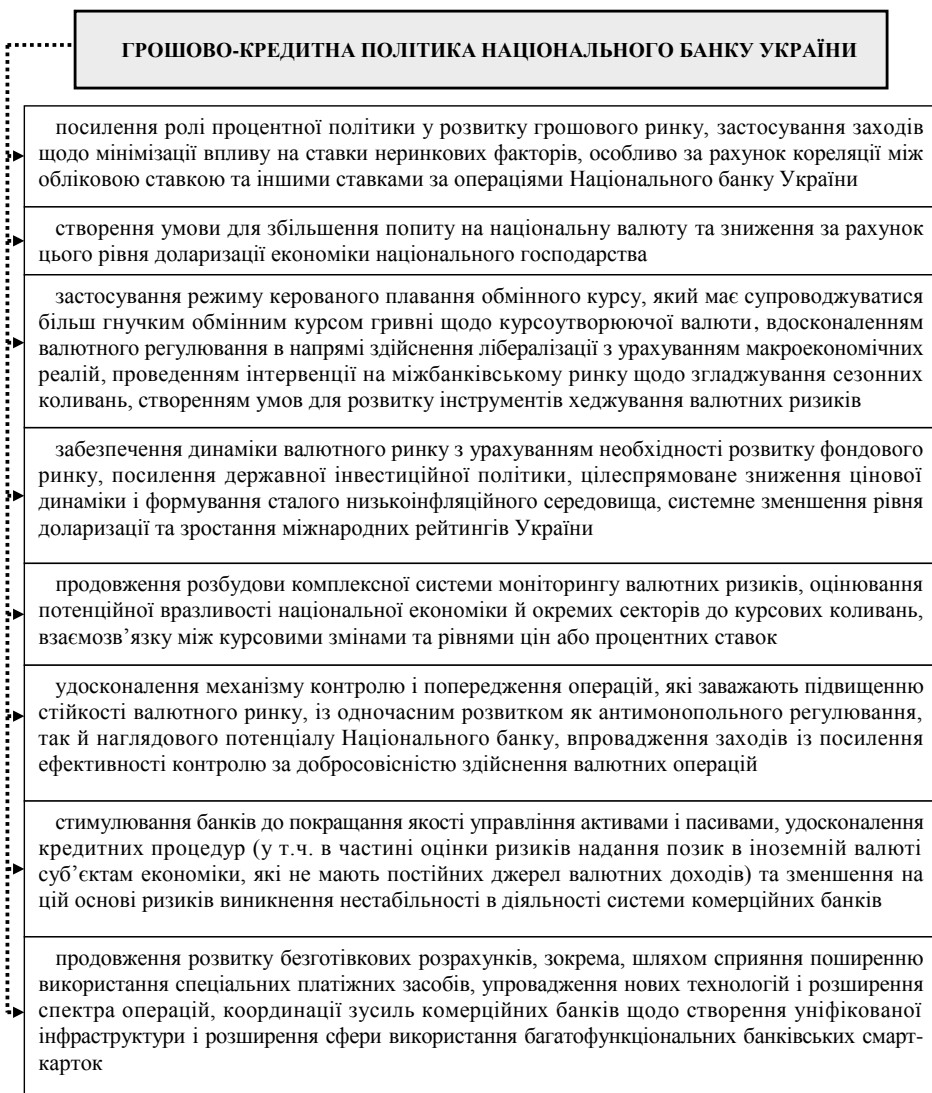 ГРОШОВО-КРЕДИТНА ПОЛІТИКА НАЦІОНАЛЬНОГО БАНКУ УКРАЇНИ
посилення ролі процентної політики у розвитку грошового ринку, застосування заходів
щодо мінімізації впливу на ставки неринкових факторів, особливо за рахунок кореляції між
обліковою ставкою та іншими ставками за операціями Національного банку України
створення умови для збільшення попиту на національну валюту та зниження за рахунок
цього рівня доларизації економіки національного господарства
застосування режиму керованого плавання обмінного курсу, який має супроводжуватися
більш гнучким обмінним курсом гривні щодо курсоутворюючої валюти, вдосконаленням
валютного регулювання в напрямі здійснення лібералізації з урахуванням макроекономічних
реалій, проведенням інтервенції на міжбанківському ринку щодо згладжування сезонних
коливань, створенням умов для розвитку інструментів хеджування валютних ризиків
забезпечення динаміки валютного ринку з урахуванням необхідності розвитку фондового
ринку, посилення державної інвестиційної політики, цілеспрямоване зниження цінової
динаміки і формування сталого низькоінфляційного середовища, системне зменшення рівня
доларизації та зростання міжнародних рейтингів України
продовження розбудови комплексної системи моніторингу валютних ризиків, оцінювання
потенційної вразливості національної економіки й окремих секторів до курсових коливань,
взаємозв’язку між курсовими змінами та рівнями цін або процентних ставок
удосконалення механізму контролю і попередження операцій, які заважають підвищенню
стійкості валютного ринку, із одночасним розвитком як антимонопольного регулювання,
так й наглядового потенціалу Національного банку, впровадження заходів із посилення
ефективності контролю за добросовісністю здійснення валютних операцій
стимулювання банків до покращання якості управління активами і пасивами, удосконалення
кредитних процедур (у т.ч. в частині оцінки ризиків надання позик в іноземній валюті
суб’єктам економіки, які не мають постійних джерел валютних доходів) та зменшення на
цій основі ризиків виникнення нестабільності в діяльності системи комерційних банків
продовження розвитку безготівкових розрахунків, зокрема, шляхом сприяння поширенню
використання спеціальних платіжних засобів, упровадження нових технологій і розширення
спектра операцій, координації зусиль комерційних банків щодо створення уніфікованої
інфраструктури і розширення сфери використання багатофункціональних банківських смарт-
карток